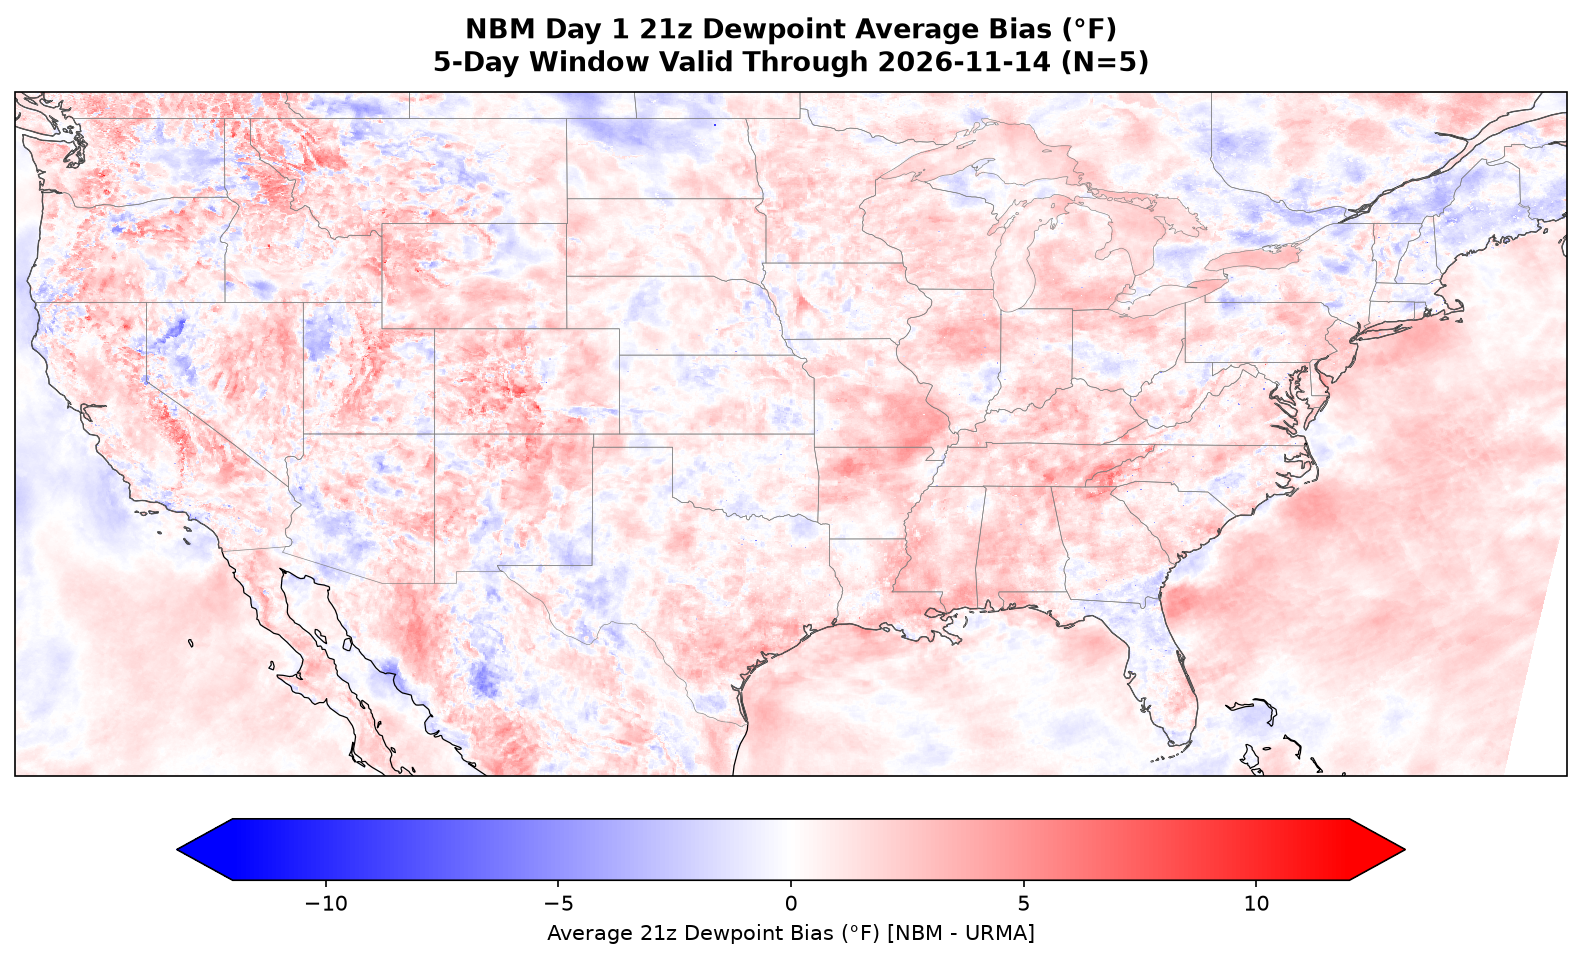 NBM Day 1 21z Dewpoint Average Bias (°F)
5-Day Window Valid Through 2026-11-14 (N=5)
−10 −5 0 5 10
Average 21z Dewpoint Bias (°F) [NBM - URMA]